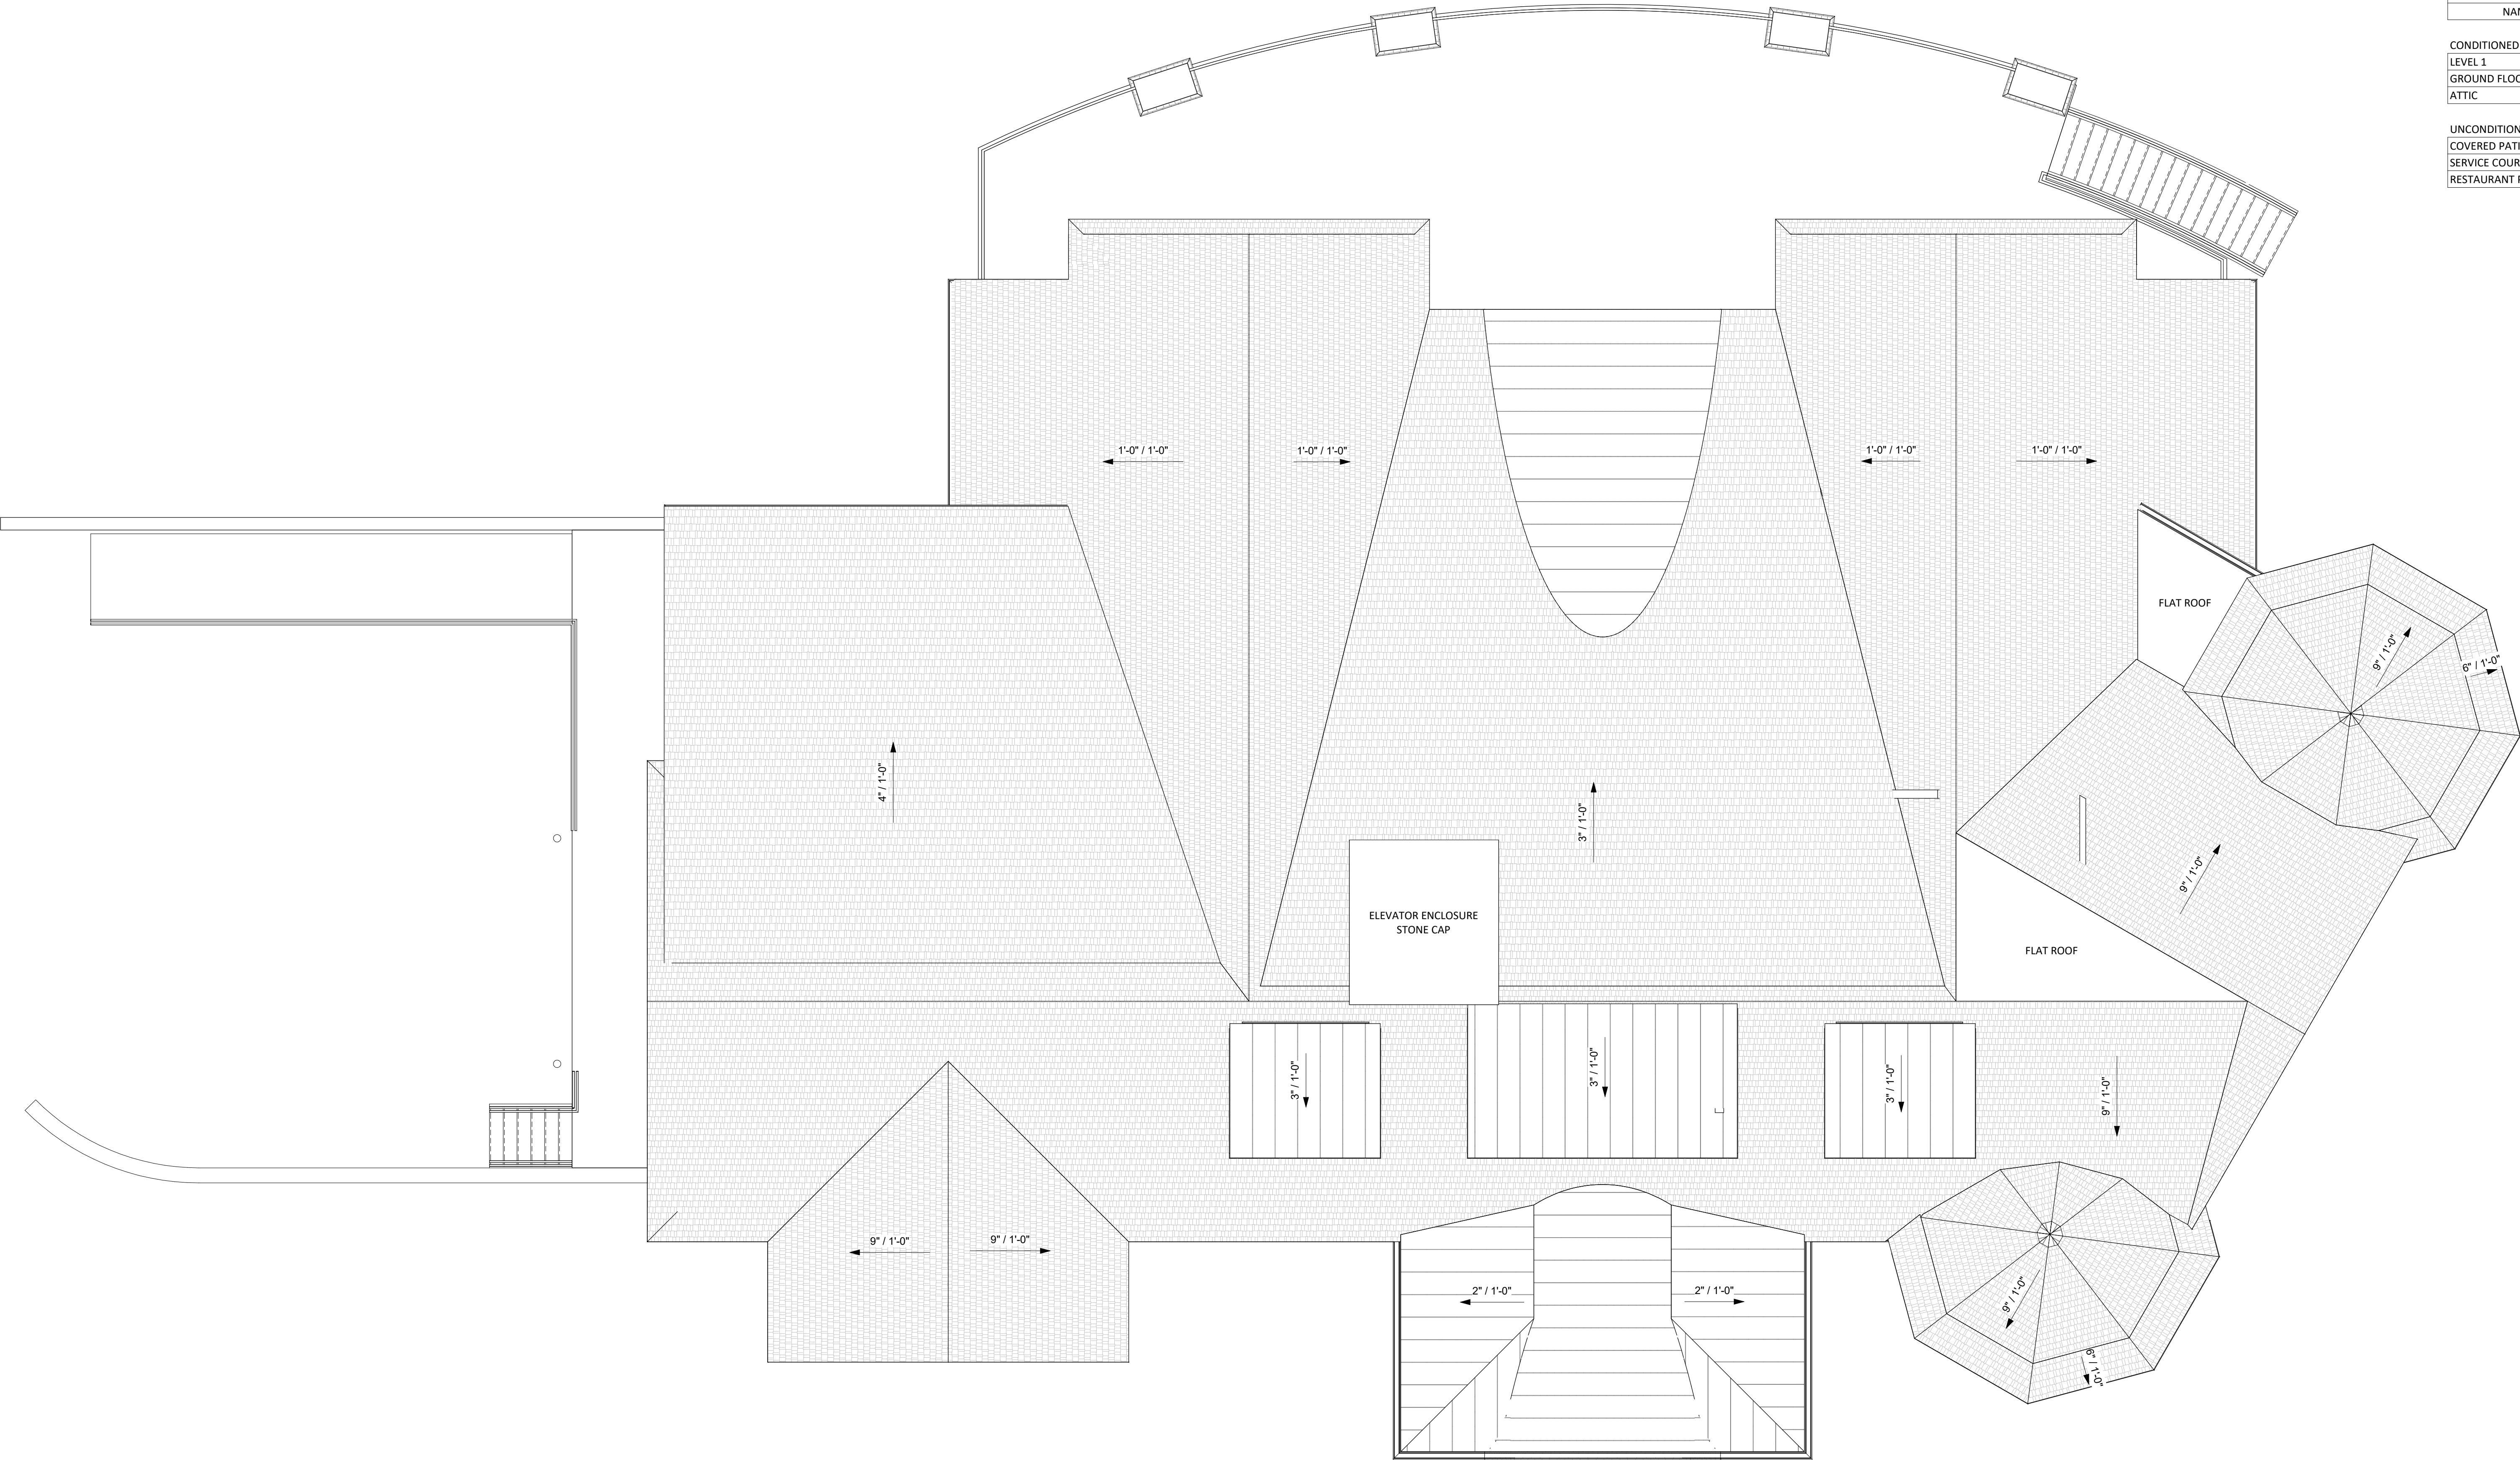 NAM
CONDITIONED
LEVEL 1
GROUND FLOO
ATTIC
UNCONDITION
COVERED PATI
SERVICE COUR
RESTAURANT P
1'-0" / 1'-0"
1'-0" / 1'-0"
1'-0" / 1'-0"
1'-0" / 1'-0"
FLAT ROOF
9" / 1'-0"
6" / 1'-0"
4" / 1'-0"
3" / 1'-0"
9" / 1'-0"
ELEVATOR ENCLOSURE
STONE CAP
FLAT ROOF
3" / 1'-0"
3" / 1'-0"
3" / 1'-0"
9" / 1'-0"
9" / 1'-0"
9" / 1'-0"
2" / 1'-0"
2" / 1'-0"
9" / 1'-0"
6" / 1'-0"